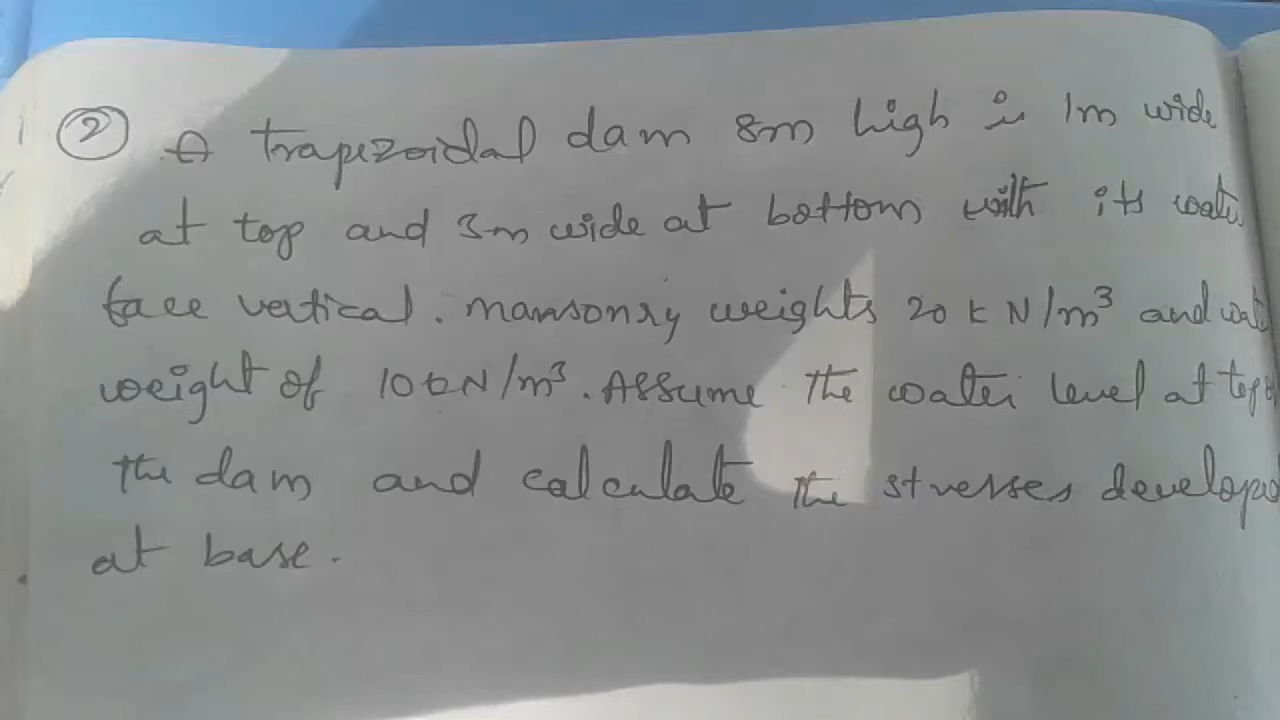 ② A trapezoidal dam 8m high is 1m wide
at top and 3m wide at bottom with its water
face vertical. mansonry weights 20 kN/m³ and wat
weight of 10kN/m³. Assume the water level at top of
the dam and calculate the stresses developed
at base.